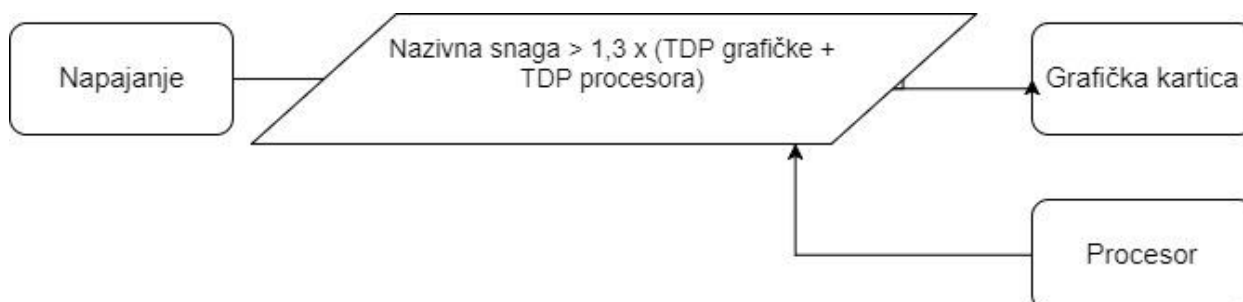 Napajanje
Nazivna snaga > 1,3 x (TDP grafičke +
TDP procesora)
Grafička kartica
Procesor